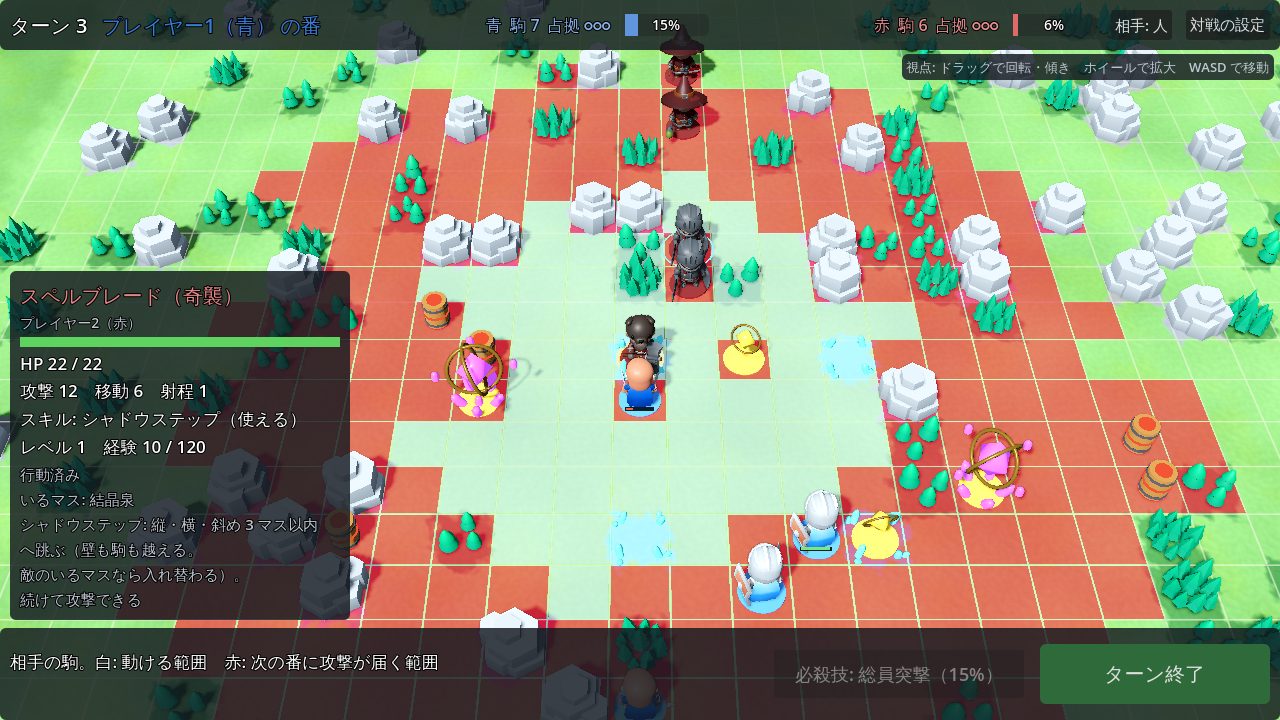 ターン 3 プレイヤー1（青）の番 青 駒 7 占拠 ○○○ 15% 赤 駒 6 占拠 ○○○ 6% 相手: 人 対戦の設定
視点: ドラッグで回転・傾き ホイールで拡大 WASD で移動
スペルブレード（奇襲）
プレイヤー2（赤）
HP 22 / 22
攻撃 12 移動 6 射程 1
スキル: シャドウステップ（使える）
レベル 1 経験 10 / 120
行動済み
いるマス: 結晶泉
シャドウステップ: 縦・横・斜め 3 マス以内
へ跳ぶ（壁も駒も越える。
敵のいるマスなら入れ替わる）。
続けて攻撃できる
相手の駒。白: 動ける範囲 赤: 次の番に攻撃が届く範囲
必殺技: 総員突撃（15%）
ターン終了